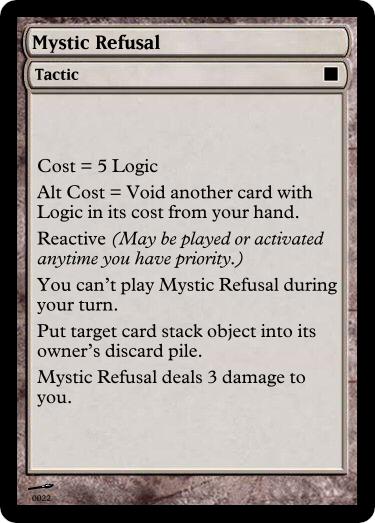 Mystic Refusal
Tactic
Cost = 5 Logic
Alt Cost = Void another card with
Logic in its cost from your hand.
Reactive (May be played or activated
anytime you have priority.)
You can't play Mystic Refusal during
your turn.
Put target card stack object into its
owner's discard pile.
Mystic Refusal deals 3 damage to
you.
0022